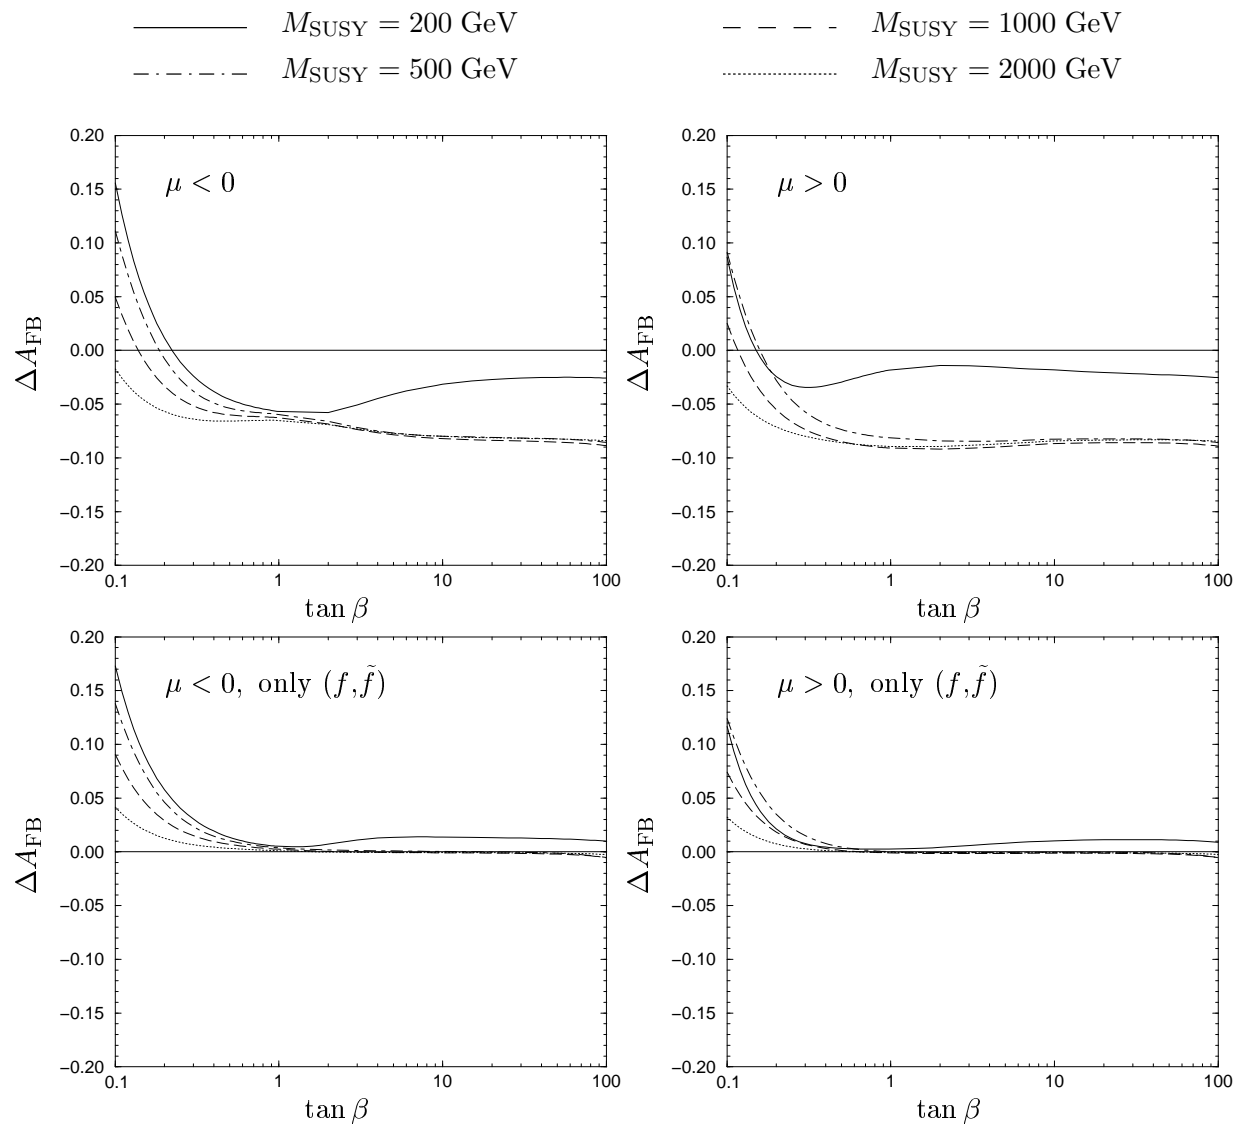 M_SUSY = 200 GeV
M_SUSY = 1000 GeV
M_SUSY = 500 GeV
M_SUSY = 2000 GeV
μ < 0
0.20
0.15
0.10
0.05
0.00
−0.05
−0.10
−0.15
−0.20
ΔA_FB
0.1 1 10 100
tan β
μ > 0
0.20
0.15
0.10
0.05
0.00
−0.05
−0.10
−0.15
−0.20
ΔA_FB
0.1 1 10 100
tan β
μ < 0, only (f,f̃)
0.20
0.15
0.10
0.05
0.00
−0.05
−0.10
−0.15
−0.20
ΔA_FB
0.1 1 10 100
tan β
μ > 0, only (f,f̃)
0.20
0.15
0.10
0.05
0.00
−0.05
−0.10
−0.15
−0.20
ΔA_FB
0.1 1 10 100
tan β